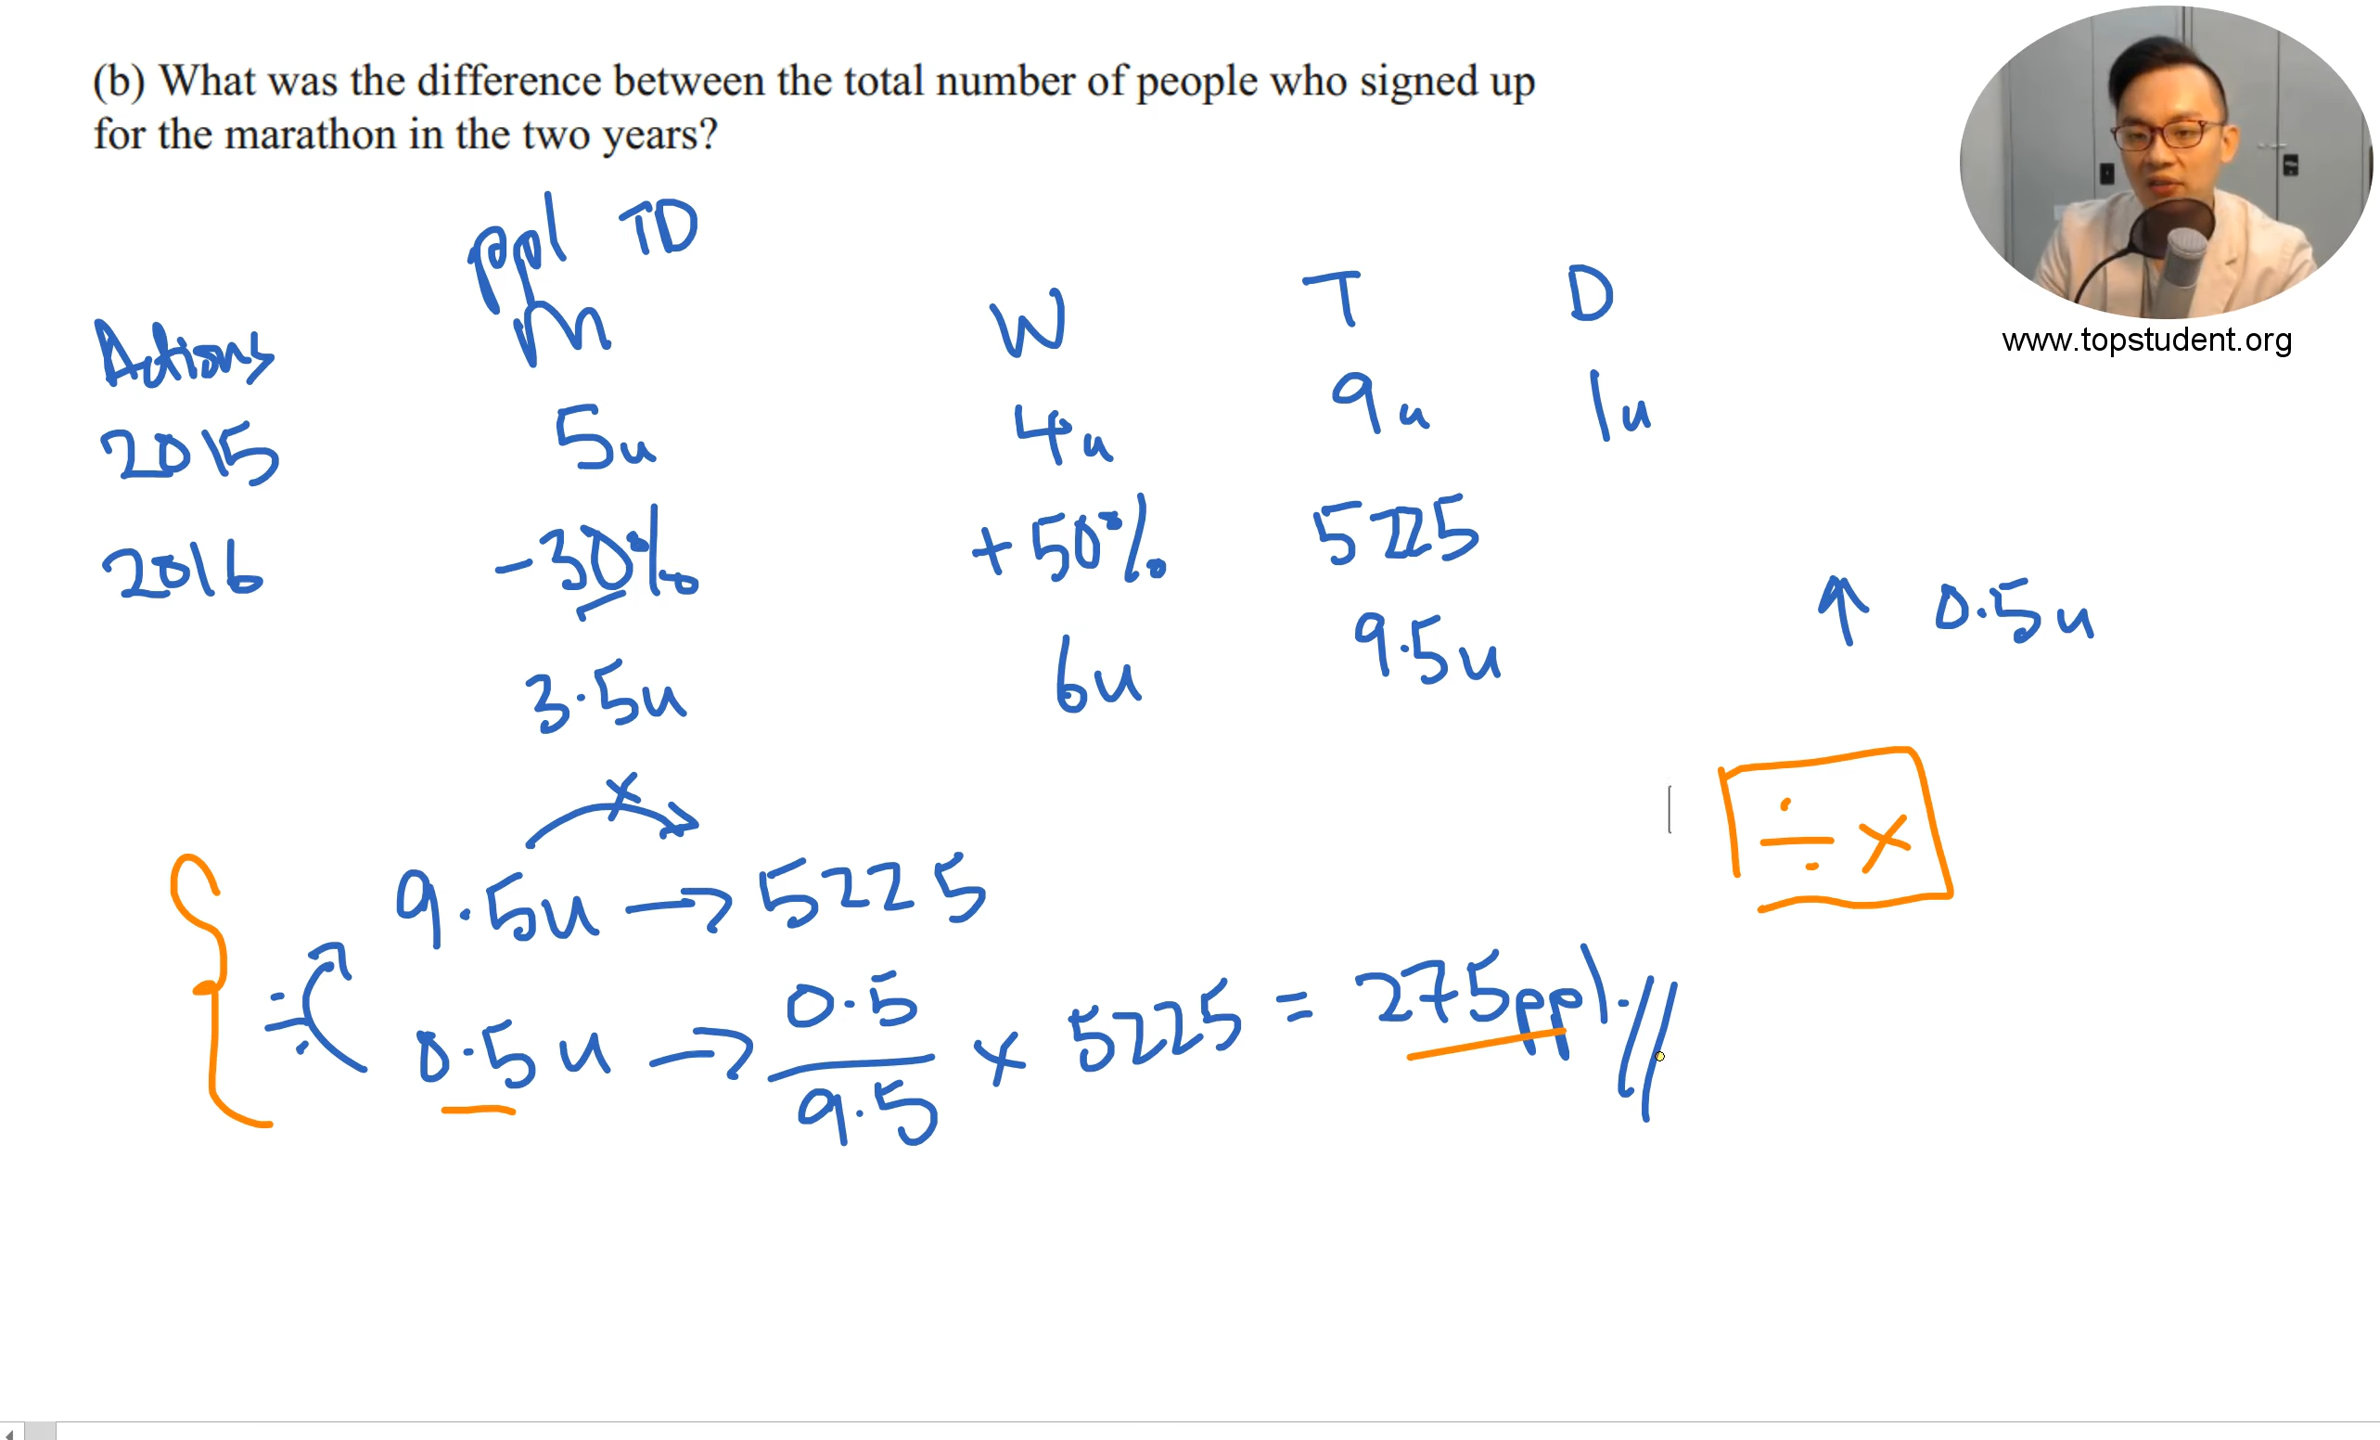 (b) What was the difference between the total number of people who signed up
for the marathon in the two years?
www.topstudent.org
ppl TD
Actions M W T D
2015 5u 4u 9u 1u
2016 -30% +50% 5225
↑ 0.5u
3.5u 6u 9.5u
÷ ×
×
9.5u → 5225
÷ 0.5u → 0.5/9.5 × 5225 = 275ppl.//